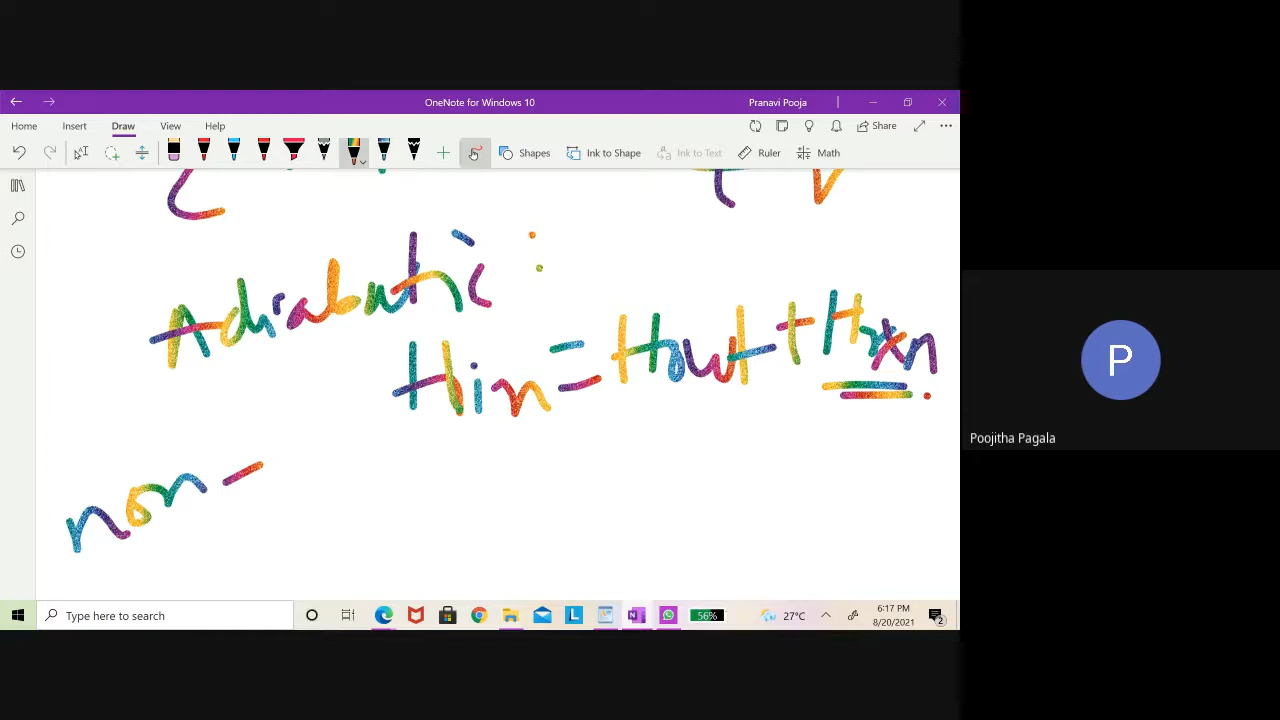 OneNote for Windows 10
Pranavi Pooja
Home Insert Draw View Help
Share
Shapes Ink to Shape Ink to Text Ruler Math
Adiabatic :
Hin = Hout + Hrxn
non -
P
Poojitha Pagala
Type here to search
56%
27°C
6:17 PM
8/20/2021
2